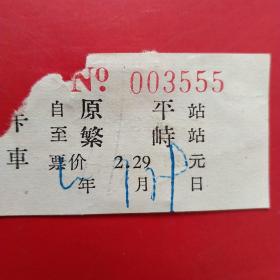 № 003555
自原平站
至繁峙站
票价 2.29 元
年 月 日
卡車